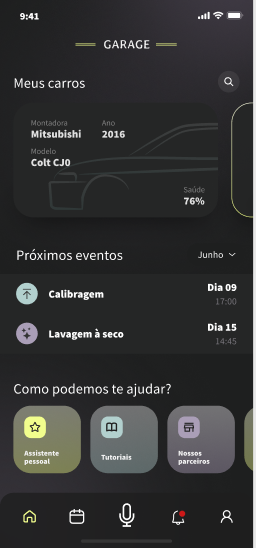 9:41
GARAGE
Meus carros
Montadora
Mitsubishi
Ano
2016
Modelo
Colt CJ0
Saúde
76%
Próximos eventos
Junho
Calibragem
Dia 09
17:00
Lavagem à seco
Dia 15
14:45
Como podemos te ajudar?
Assistente
pessoal
Tutoriais
Nossos
parceiros